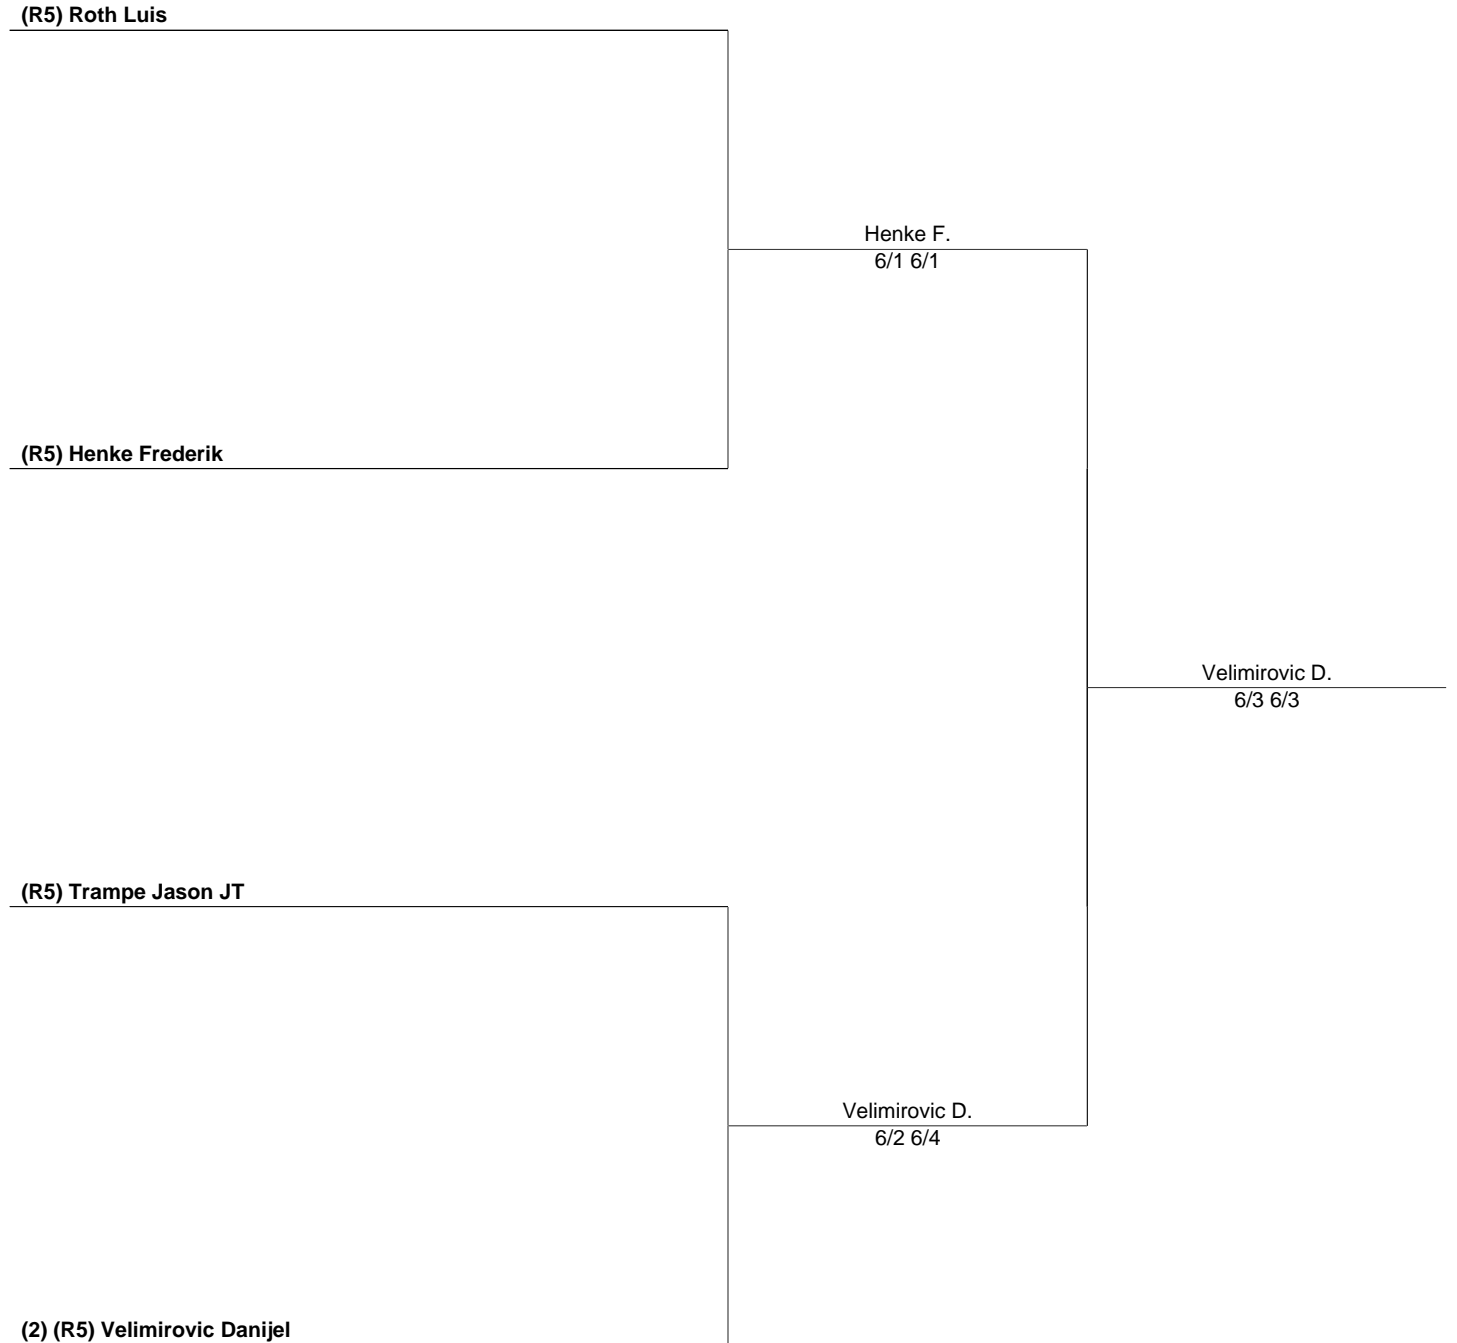 (R5) Roth Luis
Henke F.
6/1 6/1
(R5) Henke Frederik
Velimirovic D.
6/3 6/3
(R5) Trampe Jason JT
Velimirovic D.
6/2 6/4
(2) (R5) Velimirovic Danijel